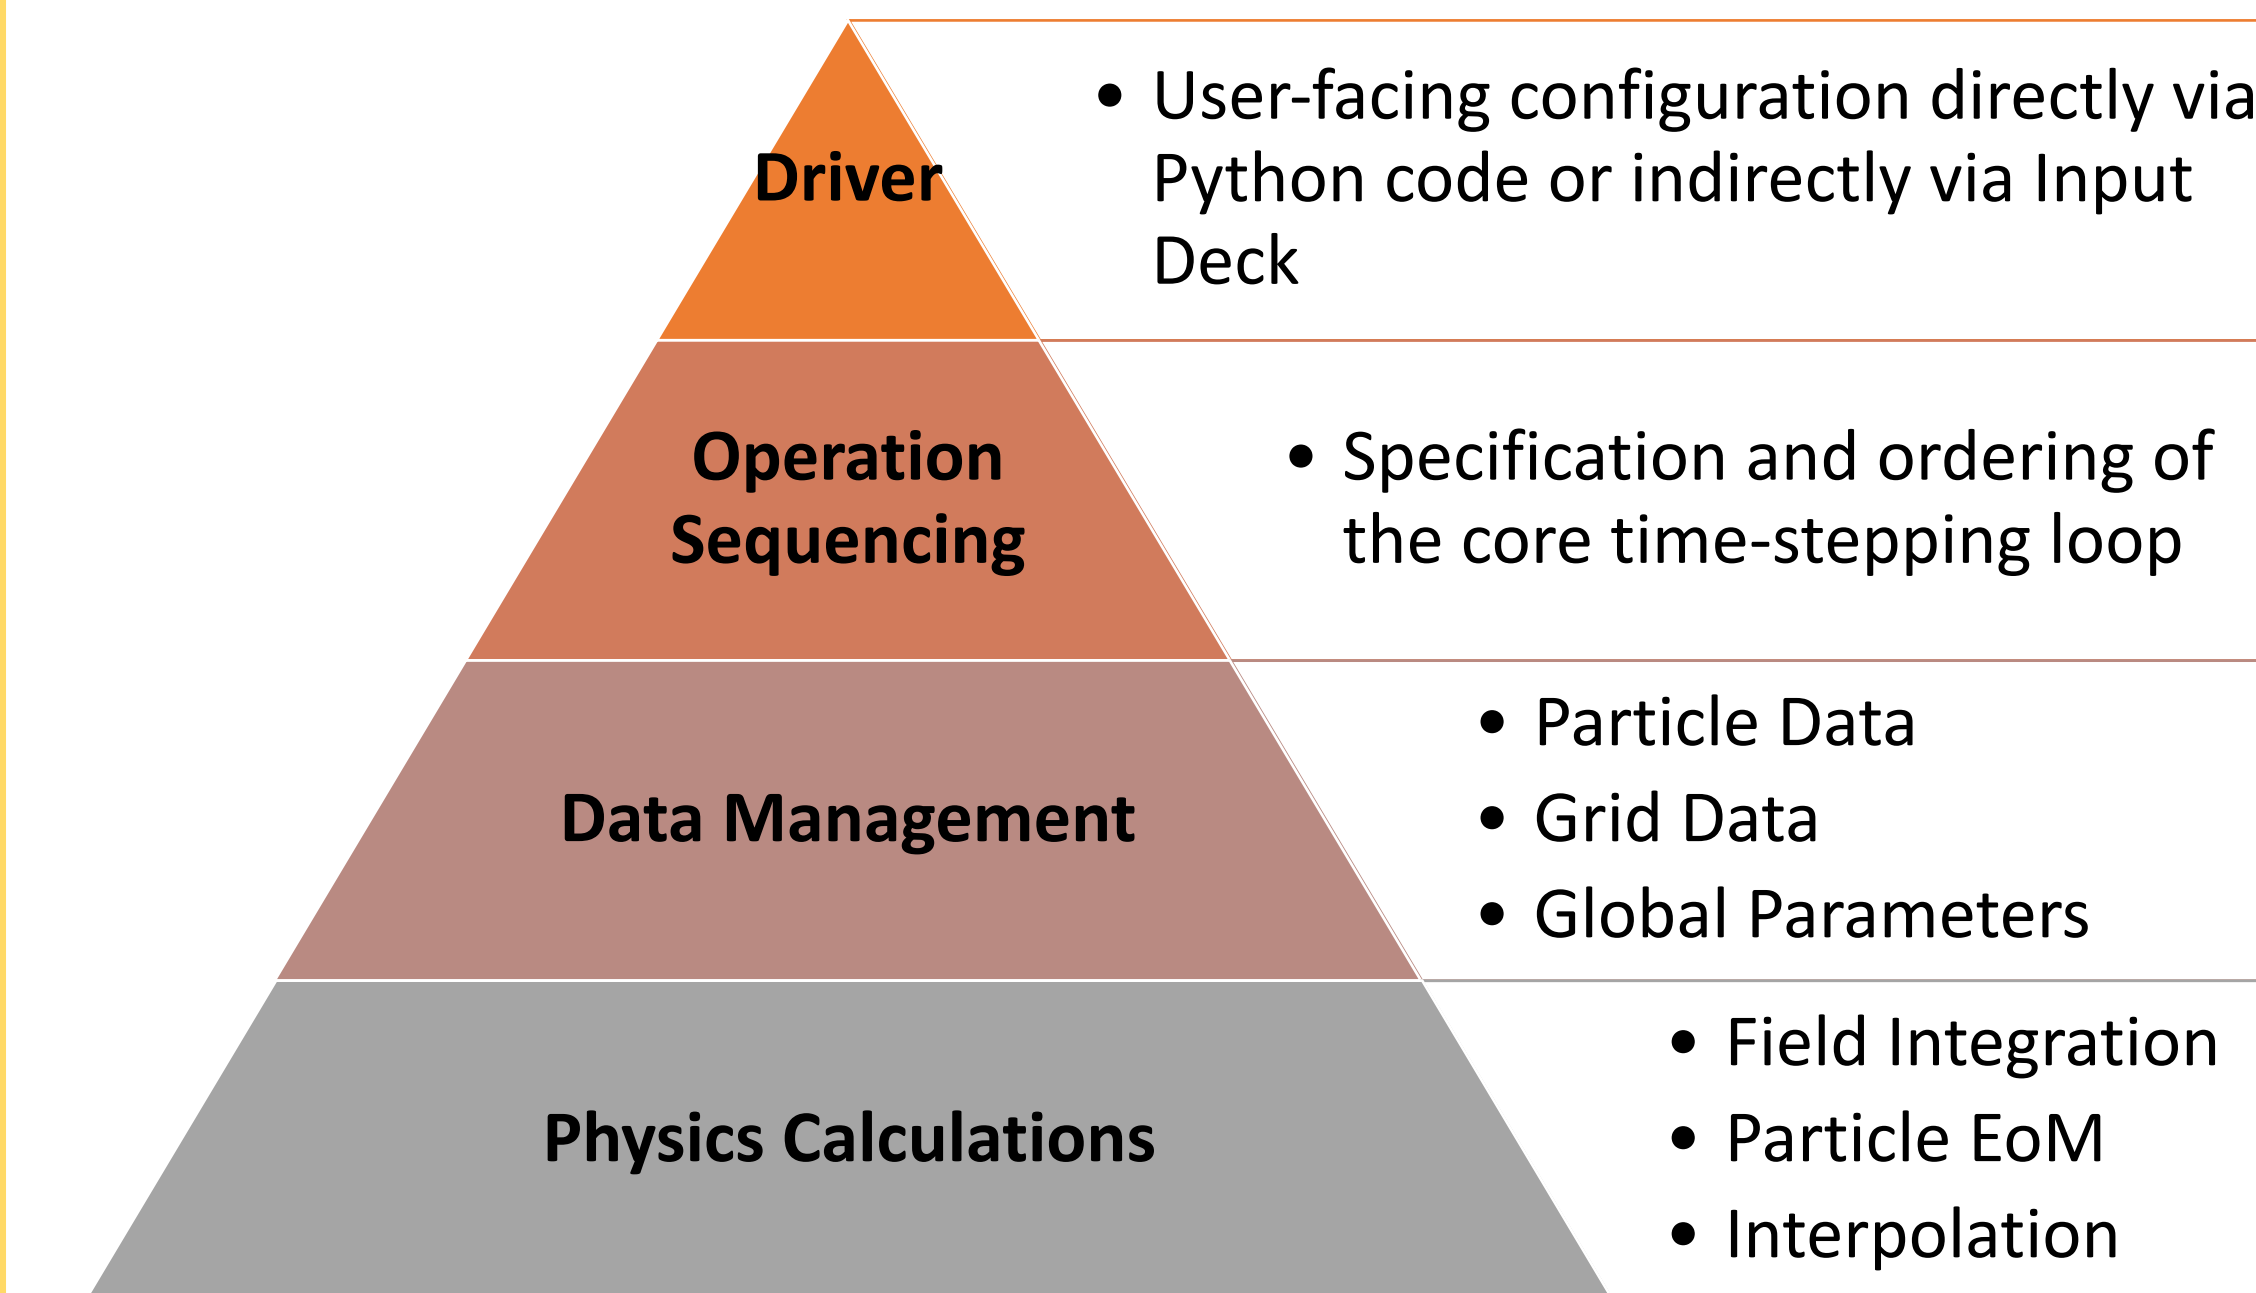 Driver
• User-facing configuration directly via
Python code or indirectly via Input
Deck
Operation
Sequencing
• Specification and ordering of
the core time-stepping loop
Data Management
• Particle Data
• Grid Data
• Global Parameters
Physics Calculations
• Field Integration
• Particle EoM
• Interpolation